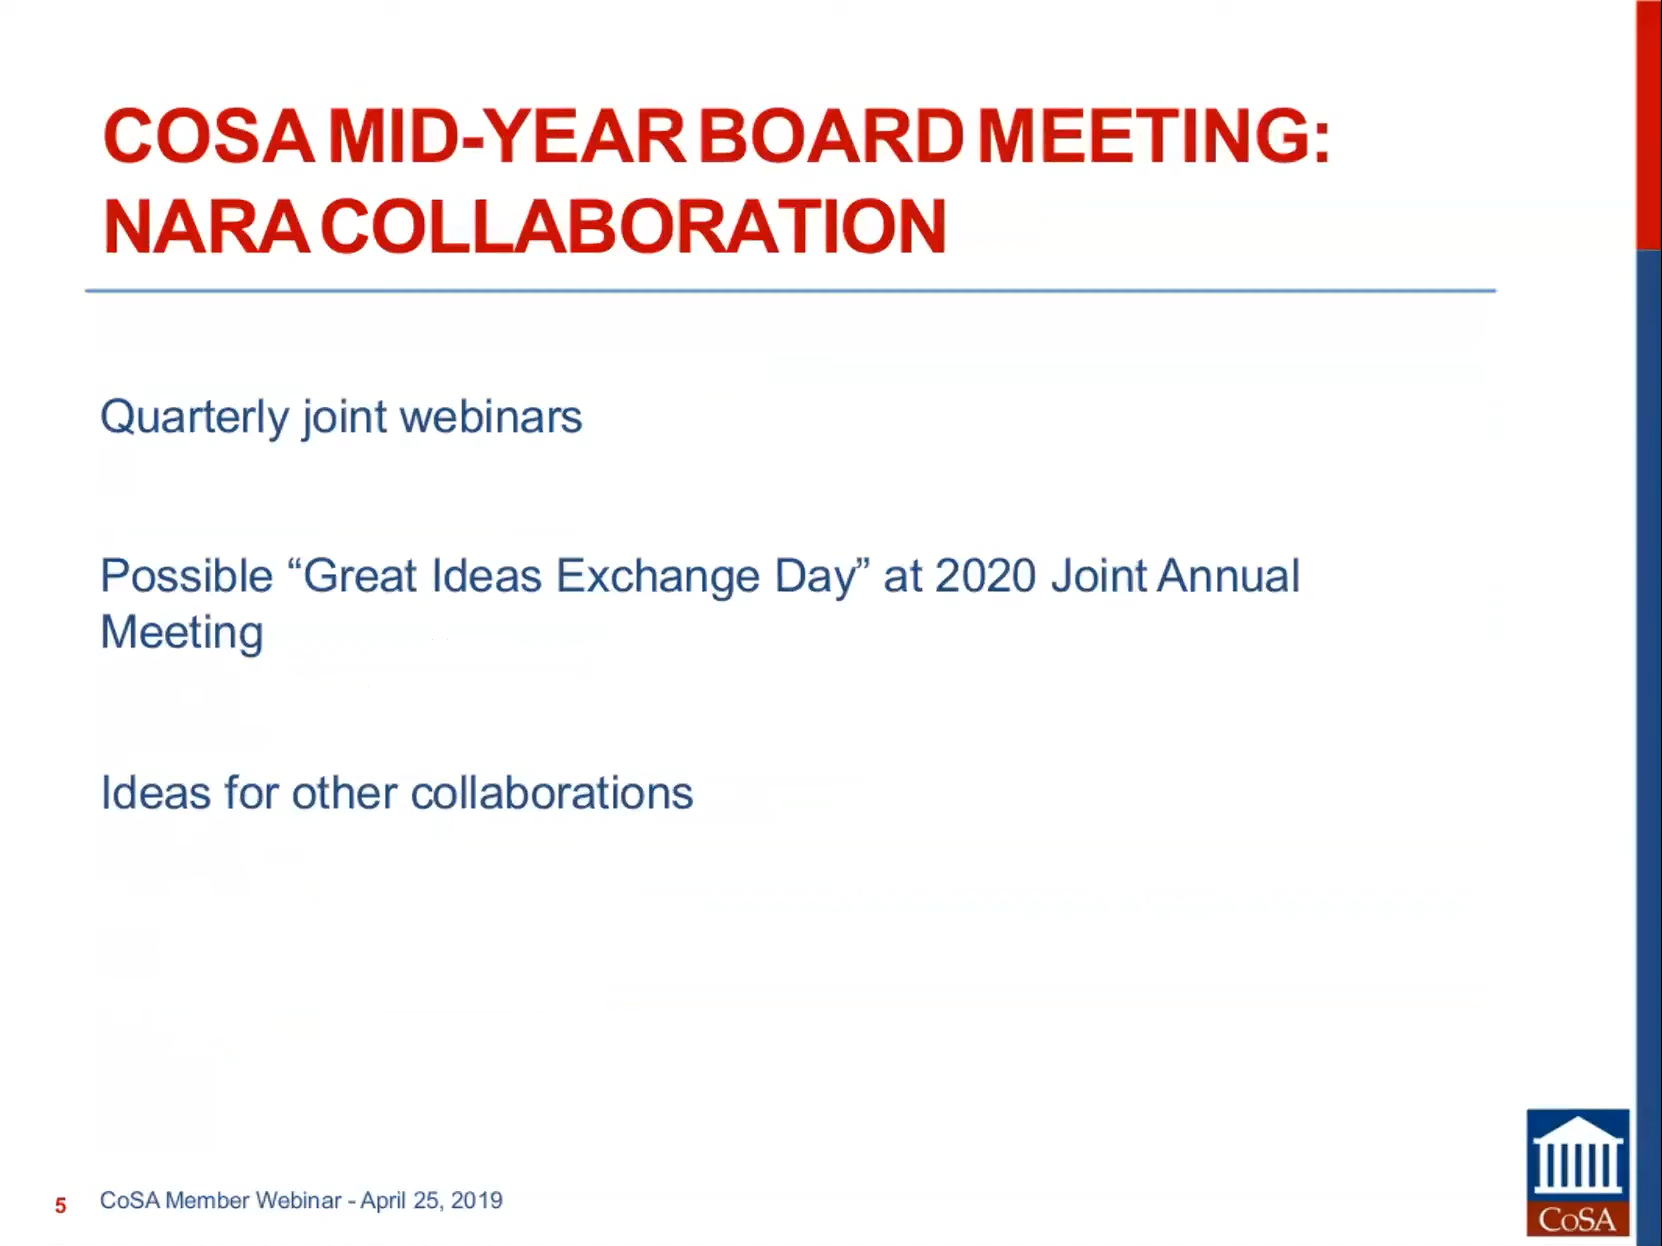 COSA MID-YEAR BOARD MEETING:
NARA COLLABORATION
Quarterly joint webinars
Possible “Great Ideas Exchange Day” at 2020 Joint Annual
Meeting
Ideas for other collaborations
5 CoSA Member Webinar - April 25, 2019
CoSA